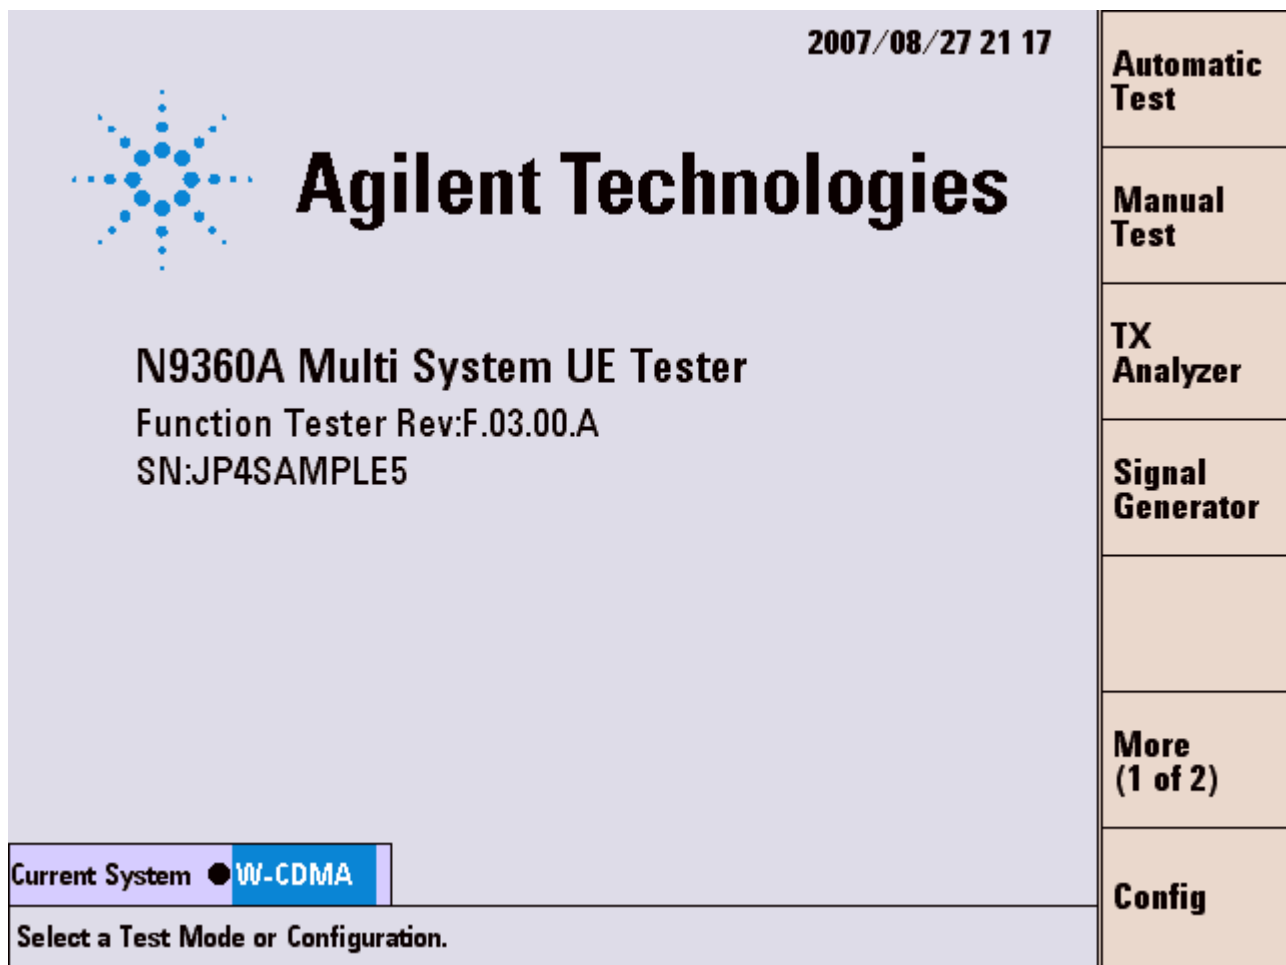 2007/08/27 21 17
Agilent Technologies
N9360A Multi System UE Tester
Function Tester Rev:F.03.00.A
SN:JP4SAMPLE5
Current System ●W-CDMA
Select a Test Mode or Configuration.
Automatic
Test
Manual
Test
TX
Analyzer
Signal
Generator
More
(1 of 2)
Config